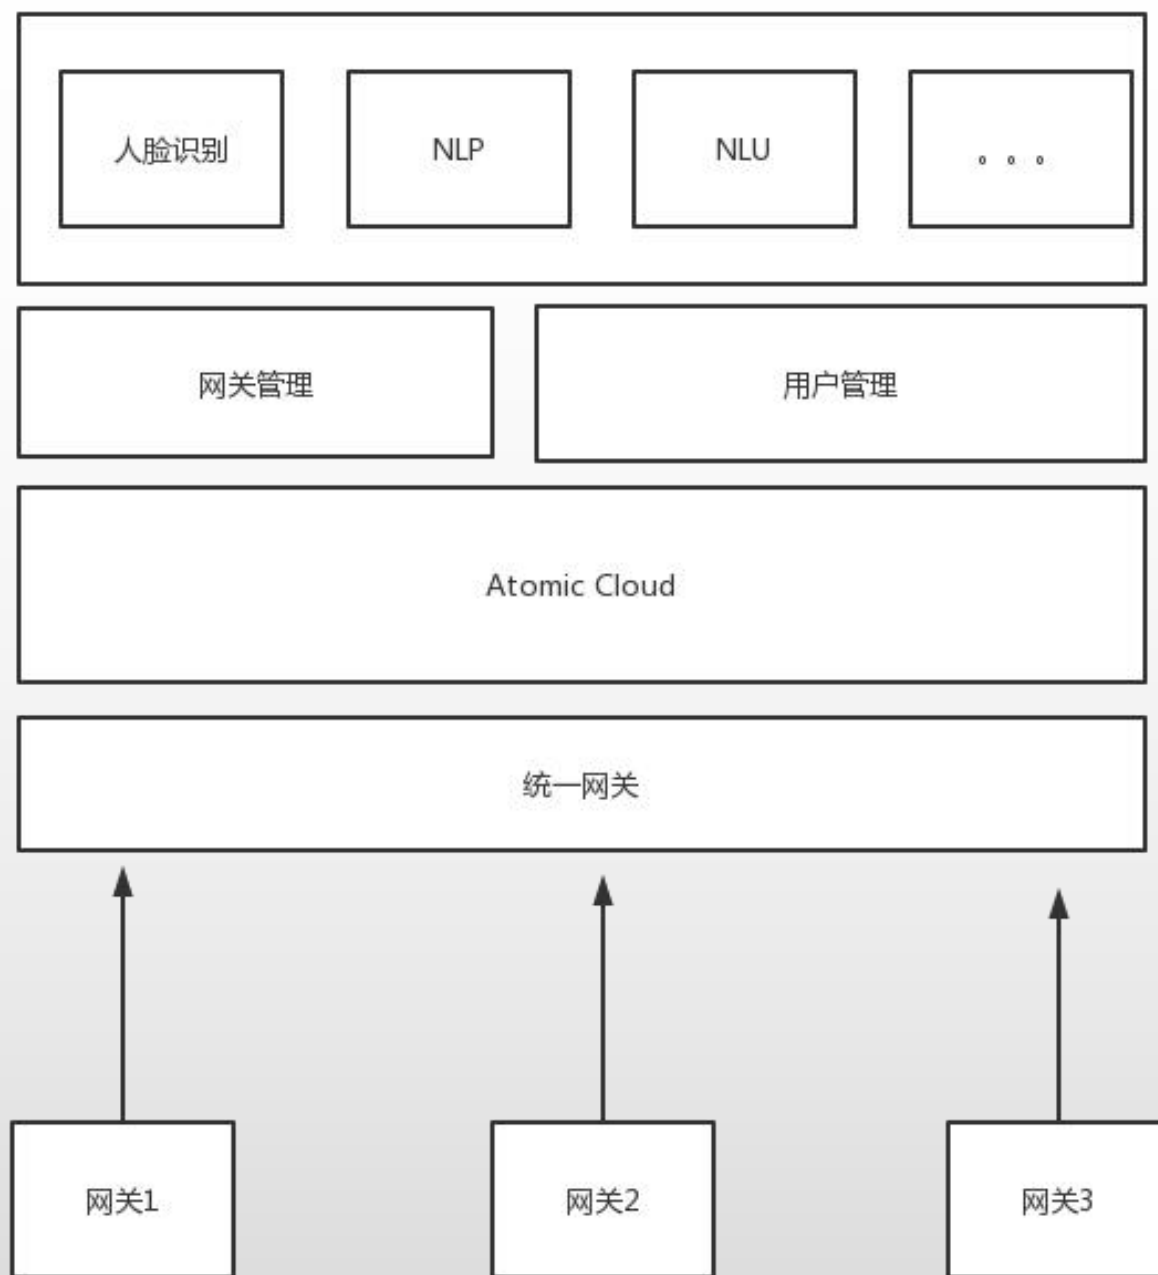 人脸识别
NLP
NLU
。。。
网关管理
用户管理
Atomic Cloud
统一网关
网关1
网关2
网关3